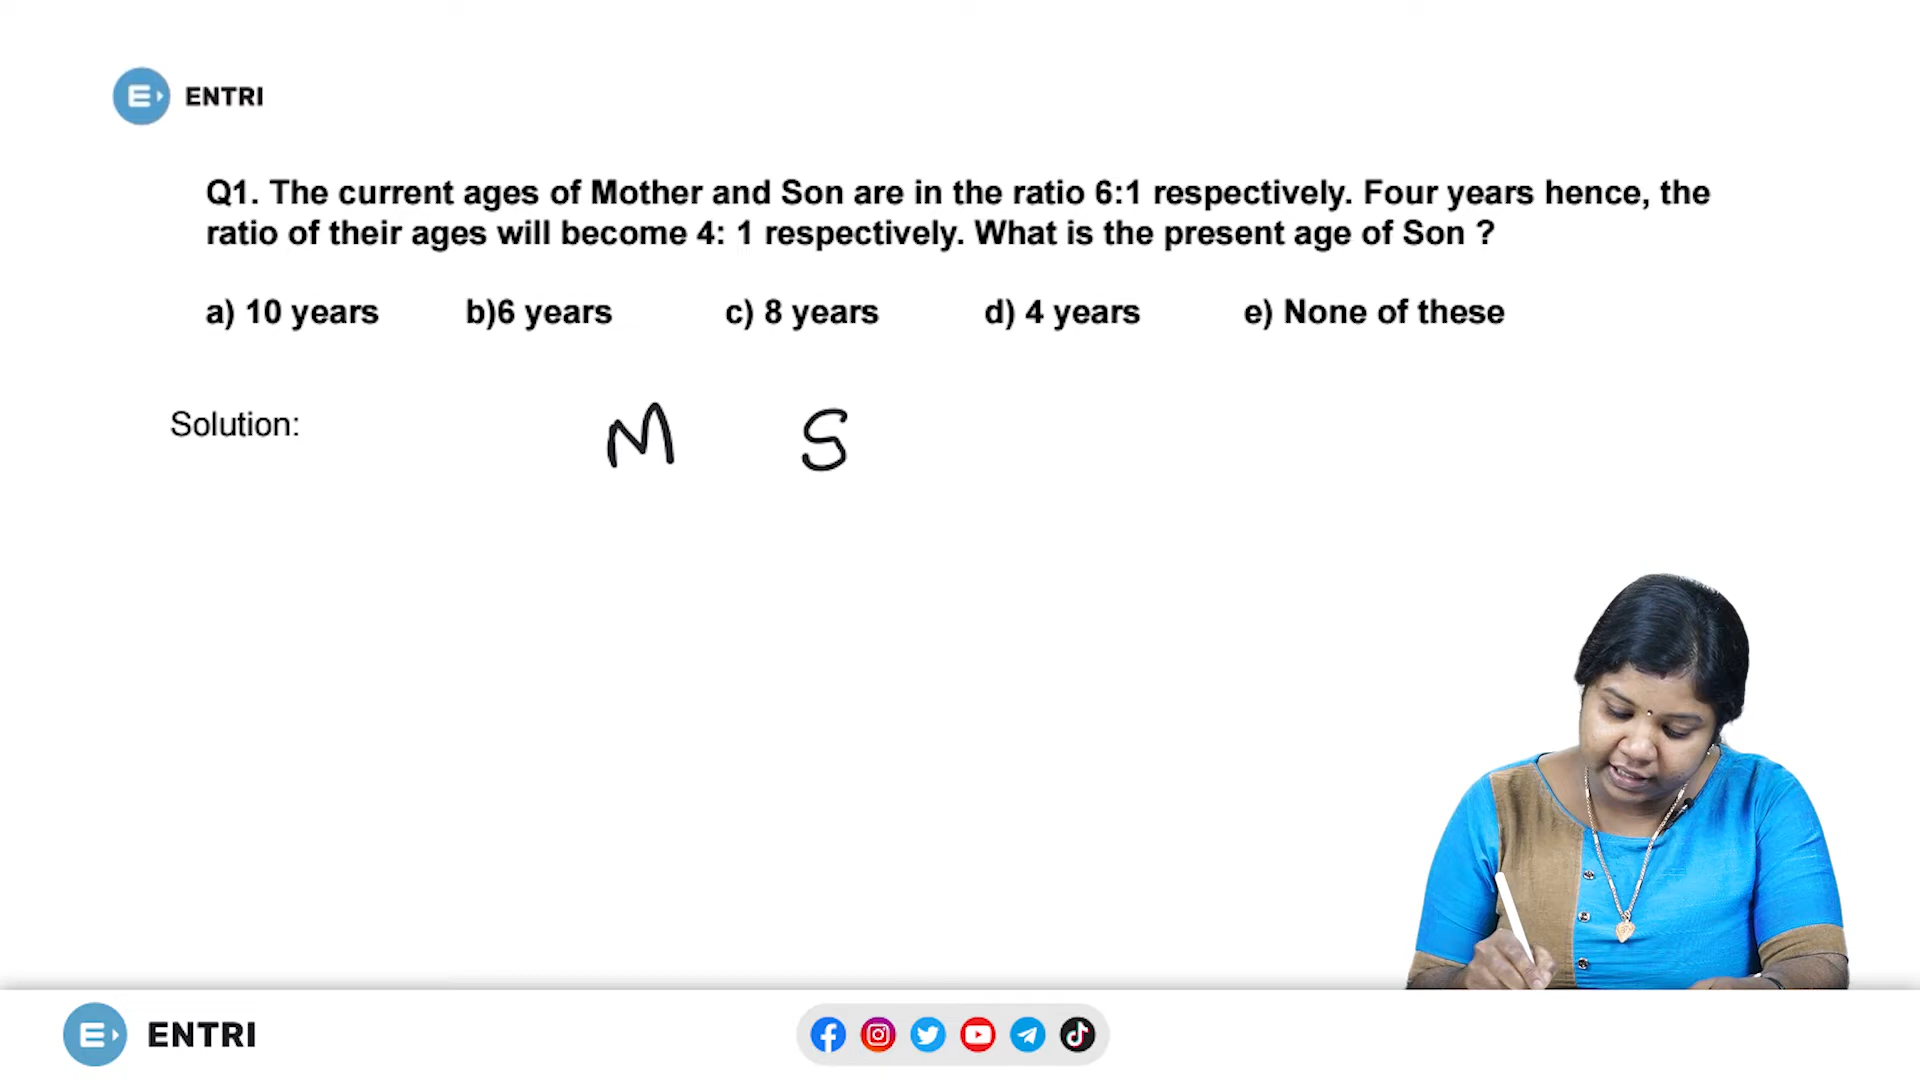 ENTRI
Q1. The current ages of Mother and Son are in the ratio 6:1 respectively. Four years hence, the
ratio of their ages will become 4: 1 respectively. What is the present age of Son ?
a) 10 years b)6 years c) 8 years d) 4 years e) None of these
Solution:
M S
ENTRI